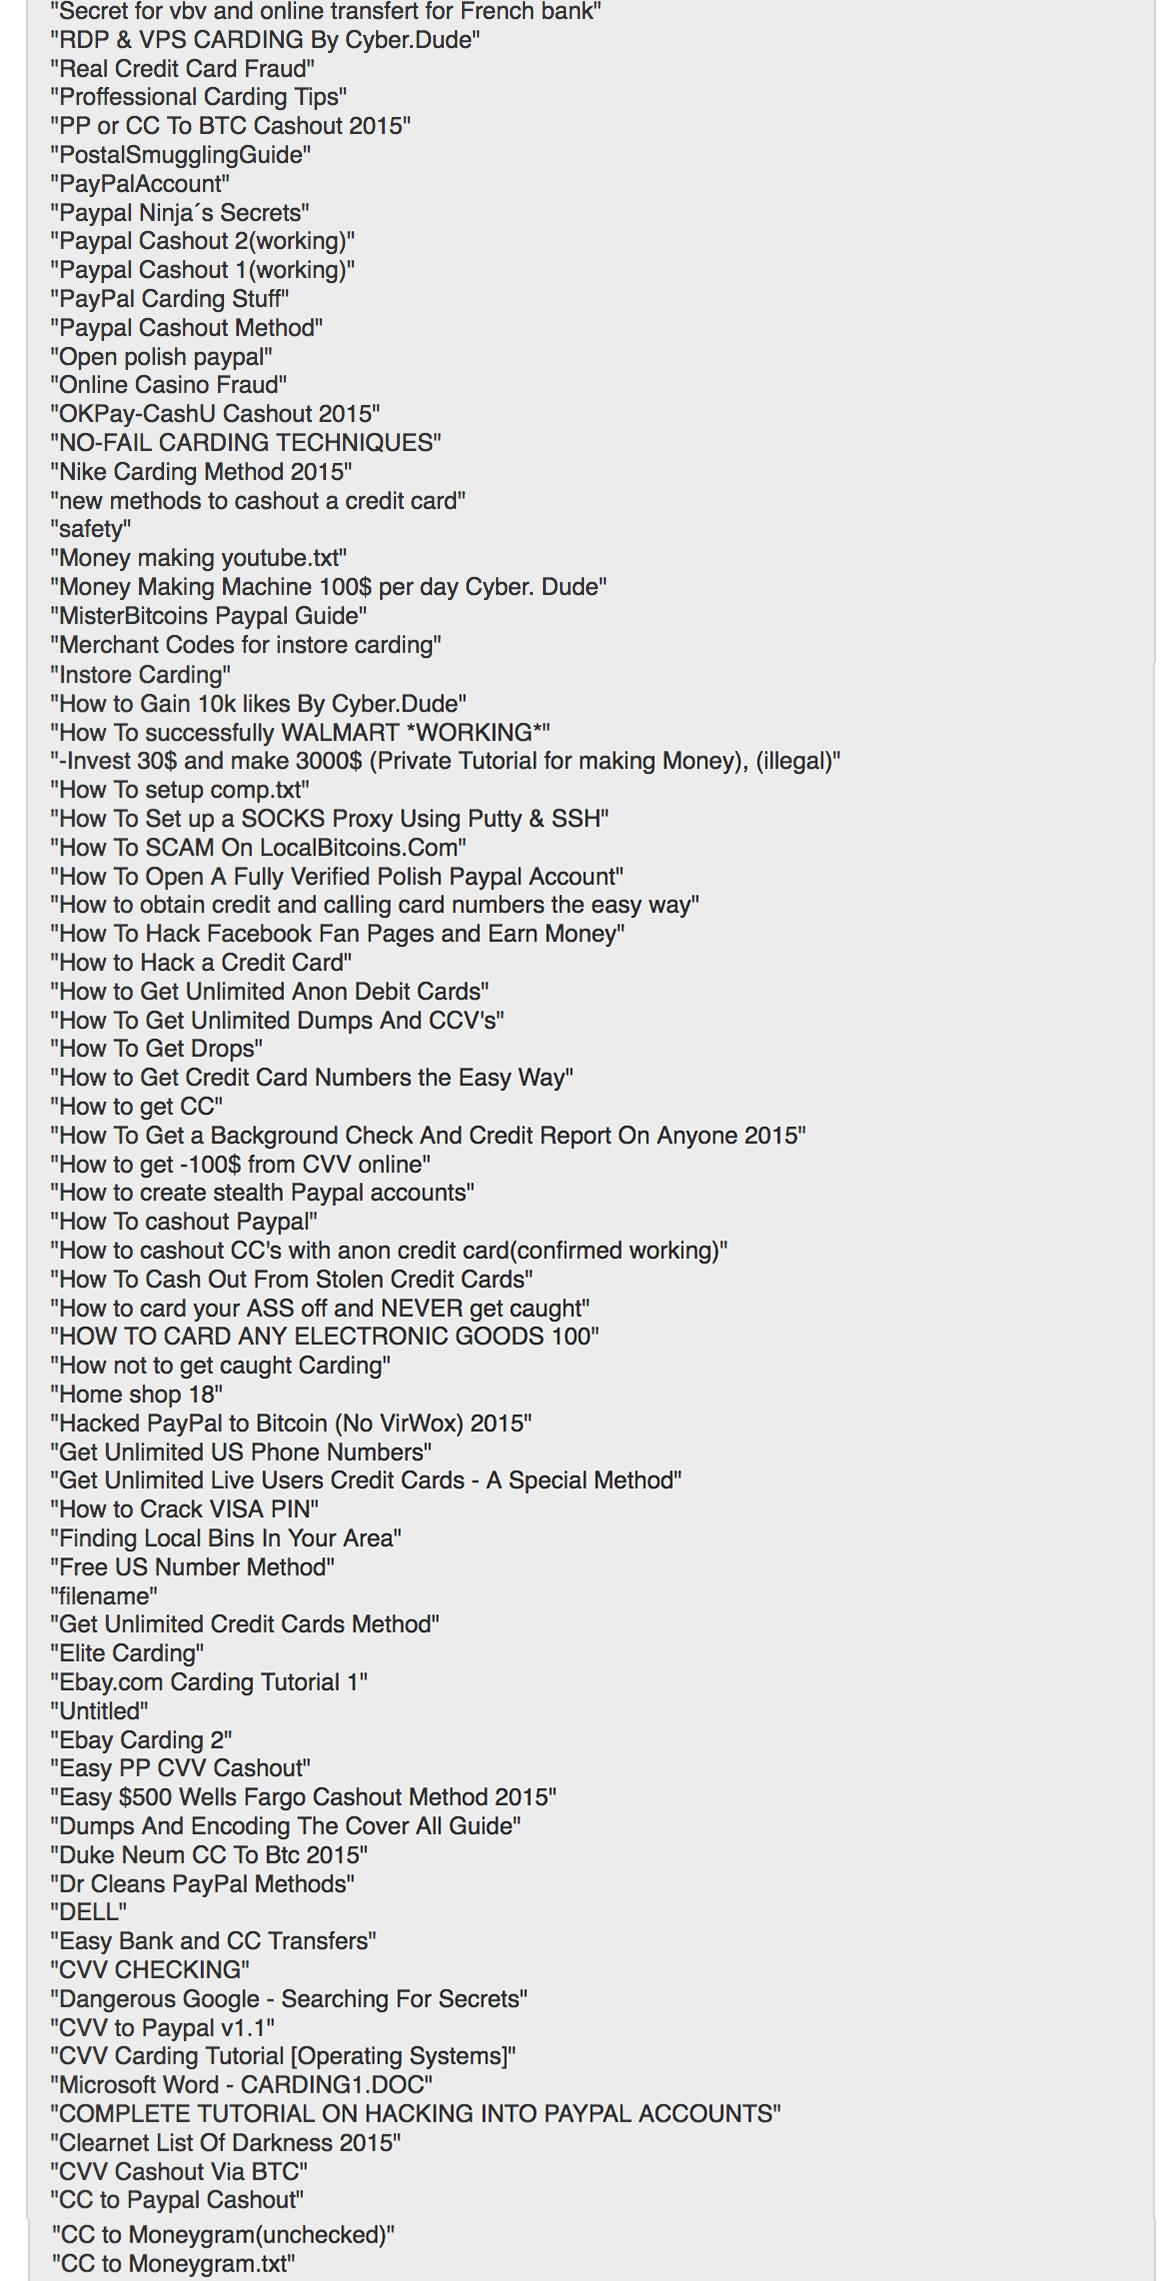 "Secret for vbv and online transfert for French bank"
"RDP & VPS CARDING By Cyber.Dude"
"Real Credit Card Fraud"
"Proffessional Carding Tips"
"PP or CC To BTC Cashout 2015"
"PostalSmugglingGuide"
"PayPalAccount"
"Paypal Ninja´s Secrets"
"Paypal Cashout 2(working)"
"Paypal Cashout 1(working)"
"PayPal Carding Stuff"
"Paypal Cashout Method"
"Open polish paypal"
"Online Casino Fraud"
"OKPay-CashU Cashout 2015"
"NO-FAIL CARDING TECHNIQUES"
"Nike Carding Method 2015"
"new methods to cashout a credit card"
"safety"
"Money making youtube.txt"
"Money Making Machine 100$ per day Cyber. Dude"
"MisterBitcoins Paypal Guide"
"Merchant Codes for instore carding"
"Instore Carding"
"How to Gain 10k likes By Cyber.Dude"
"How To successfully WALMART *WORKING*"
"-Invest 30$ and make 3000$ (Private Tutorial for making Money), (illegal)"
"How To setup comp.txt"
"How To Set up a SOCKS Proxy Using Putty & SSH"
"How To SCAM On LocalBitcoins.Com"
"How To Open A Fully Verified Polish Paypal Account"
"How to obtain credit and calling card numbers the easy way"
"How To Hack Facebook Fan Pages and Earn Money"
"How to Hack a Credit Card"
"How to Get Unlimited Anon Debit Cards"
"How To Get Unlimited Dumps And CCV's"
"How To Get Drops"
"How to Get Credit Card Numbers the Easy Way"
"How to get CC"
"How To Get a Background Check And Credit Report On Anyone 2015"
"How to get -100$ from CVV online"
"How to create stealth Paypal accounts"
"How To cashout Paypal"
"How to cashout CC's with anon credit card(confirmed working)"
"How To Cash Out From Stolen Credit Cards"
"How to card your ASS off and NEVER get caught"
"HOW TO CARD ANY ELECTRONIC GOODS 100"
"How not to get caught Carding"
"Home shop 18"
"Hacked PayPal to Bitcoin (No VirWox) 2015"
"Get Unlimited US Phone Numbers"
"Get Unlimited Live Users Credit Cards - A Special Method"
"How to Crack VISA PIN"
"Finding Local Bins In Your Area"
"Free US Number Method"
"filename"
"Get Unlimited Credit Cards Method"
"Elite Carding"
"Ebay.com Carding Tutorial 1"
"Untitled"
"Ebay Carding 2"
"Easy PP CVV Cashout"
"Easy $500 Wells Fargo Cashout Method 2015"
"Dumps And Encoding The Cover All Guide"
"Duke Neum CC To Btc 2015"
"Dr Cleans PayPal Methods"
"DELL"
"Easy Bank and CC Transfers"
"CVV CHECKING"
"Dangerous Google - Searching For Secrets"
"CVV to Paypal v1.1"
"CVV Carding Tutorial [Operating Systems]"
"Microsoft Word - CARDING1.DOC"
"COMPLETE TUTORIAL ON HACKING INTO PAYPAL ACCOUNTS"
"Clearnet List Of Darkness 2015"
"CVV Cashout Via BTC"
"CC to Paypal Cashout"
"CC to Moneygram(unchecked)"
"CC to Moneygram.txt"